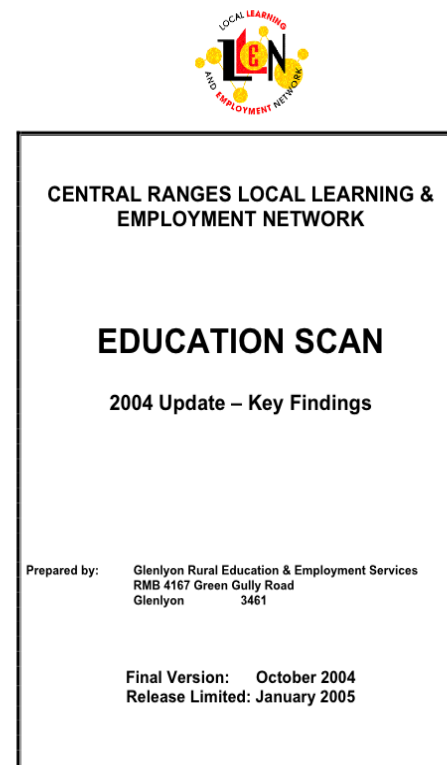 LOCAL LEARNING
LLEN
AND EMPLOYMENT NETWORK
CENTRAL RANGES LOCAL LEARNING &
EMPLOYMENT NETWORK
EDUCATION SCAN
2004 Update – Key Findings
Prepared by: Glenlyon Rural Education & Employment Services
RMB 4167 Green Gully Road
Glenlyon 3461
Final Version: October 2004
Release Limited: January 2005